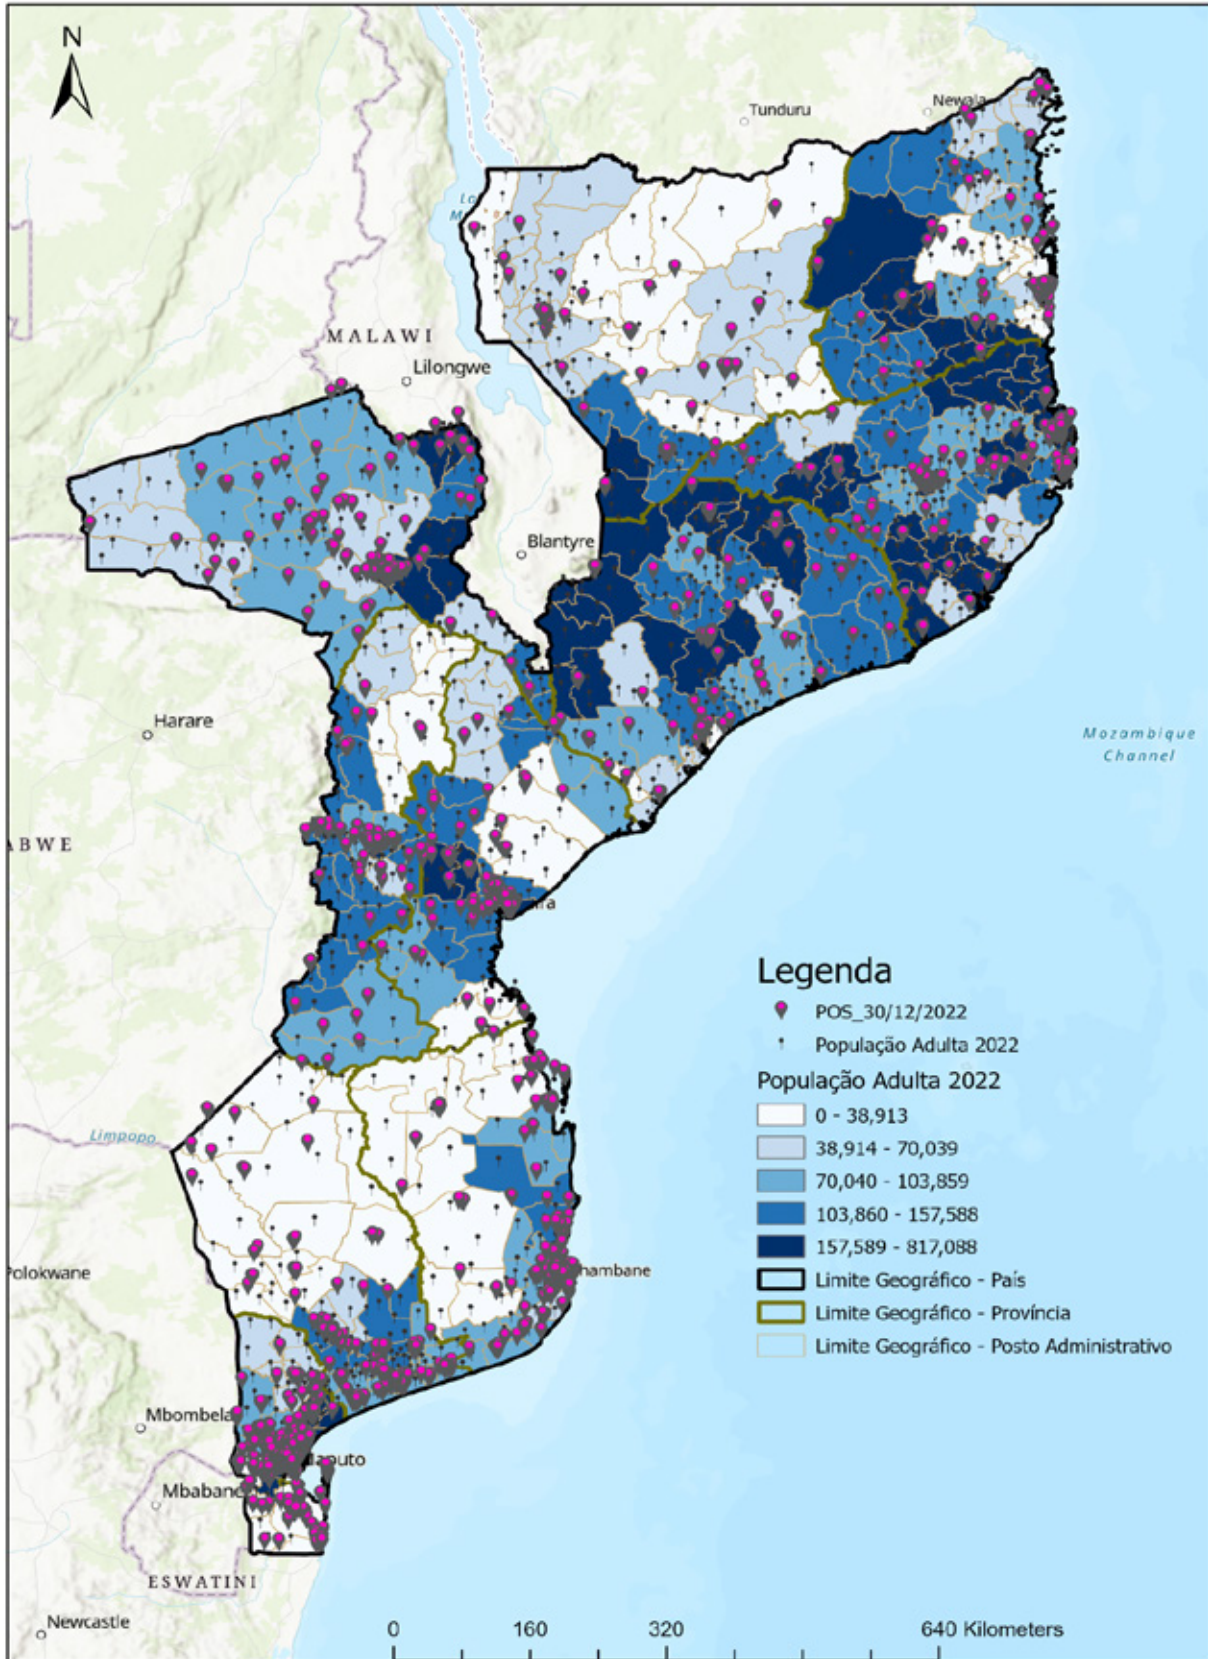 N
Tunduru
Newala
MALAWI
Lilongwe
Blantyre
Harare
Mozambique
Channel
ABWE
Legenda
POS_30/12/2022
População Adulta 2022
População Adulta 2022
0 - 38,913
38,914 - 70,039
70,040 - 103,859
103,860 - 157,588
157,589 - 817,088
Limite Geográfico - País
Limite Geográfico - Província
Limite Geográfico - Posto Administrativo
Limpopo
Polokwane
hambane
Mbombela
aputo
Mbabane
ESWATINI
Newcastle
0 160 320 640 Kilometers